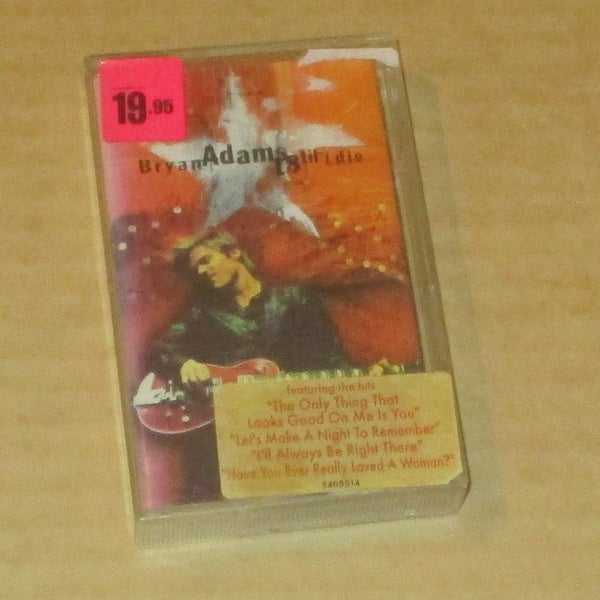 19.95
Bryan Adams 18 til i die
featuring the hits
"The Only Thing That
Looks Good On Me Is You"
"Let's Make A Night To Remember"
"I'll Always Be Right There"
"Have You Ever Really Loved A Woman?"
5405514